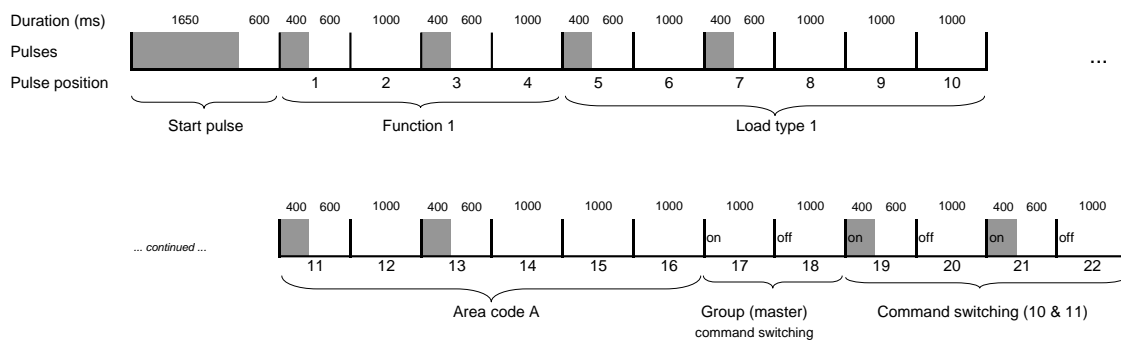 Duration (ms) 1650 600 400 600 1000 400 600 1000 400 600 1000 400 600 1000 1000 1000
Pulses ...
Pulse position 1 2 3 4 5 6 7 8 9 10
Start pulse Function 1 Load type 1
400 600 1000 400 600 1000 1000 1000 1000 1000 400 600 1000 400 600 1000
... continued ... on off on off on off
11 12 13 14 15 16 17 18 19 20 21 22
Area code A Group (master) Command switching (10 & 11)
command switching